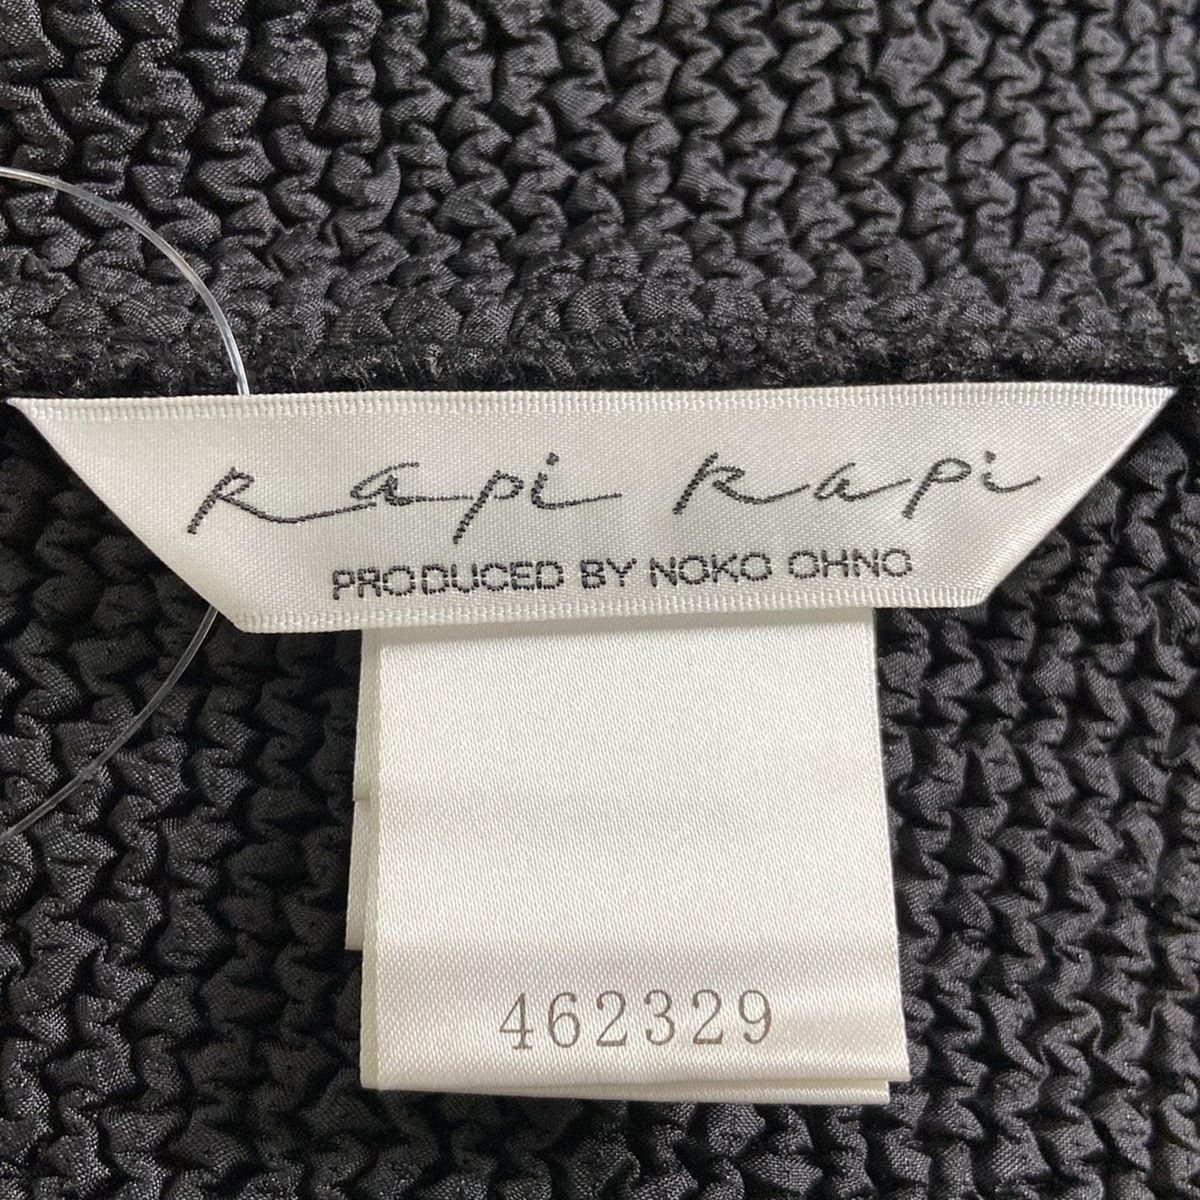 Rapi Rapi
PRODUCED BY NOKO OHNO
462329